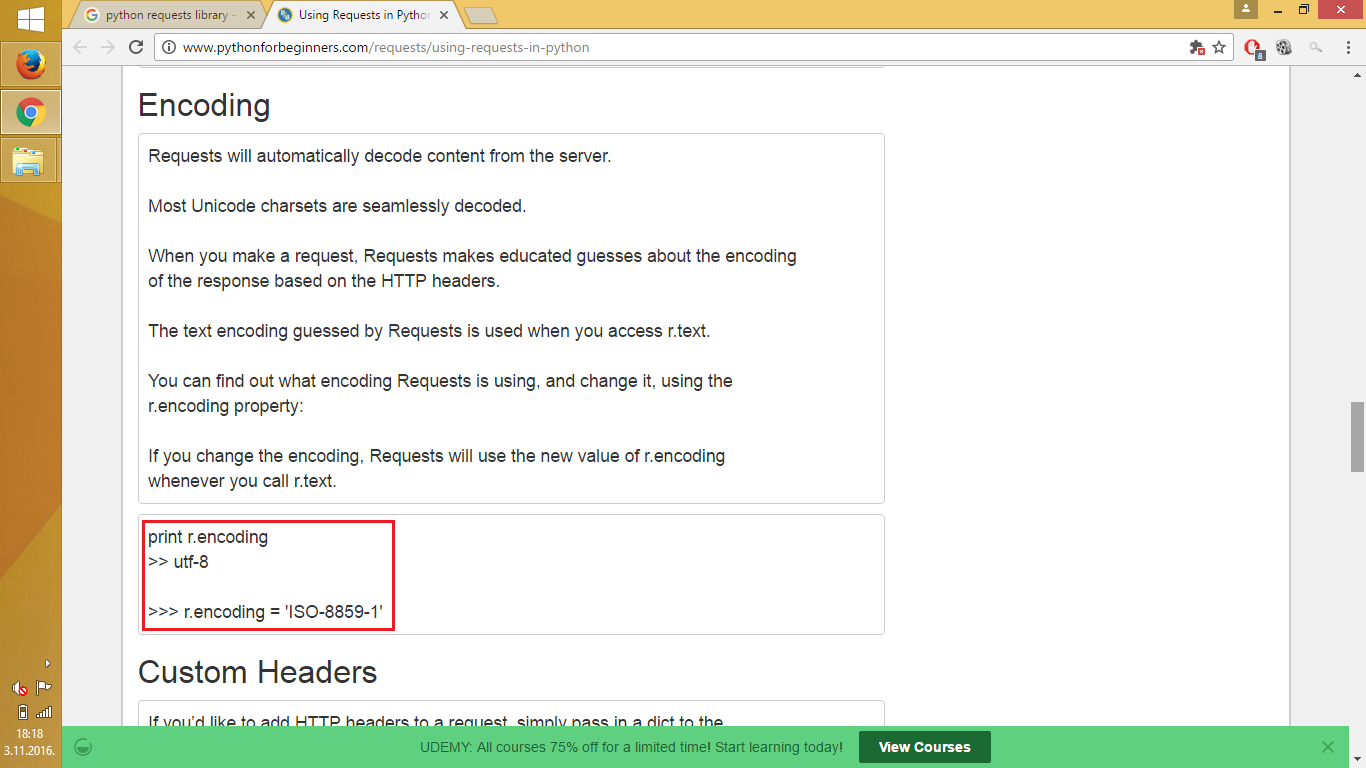 python requests library -
Using Requests in Python
www.pythonforbeginners.com/requests/using-requests-in-python
8
Encoding
Requests will automatically decode content from the server.
Most Unicode charsets are seamlessly decoded.
When you make a request, Requests makes educated guesses about the encoding
of the response based on the HTTP headers.
The text encoding guessed by Requests is used when you access r.text.
You can find out what encoding Requests is using, and change it, using the
r.encoding property:
If you change the encoding, Requests will use the new value of r.encoding
whenever you call r.text.
print r.encoding
>> utf-8
>>> r.encoding = 'ISO-8859-1'
Custom Headers
If you’d like to add HTTP headers to a request, simply pass in a dict to the
UDEMY: All courses 75% off for a limited time! Start learning today!
View Courses
18:18
3.11.2016.